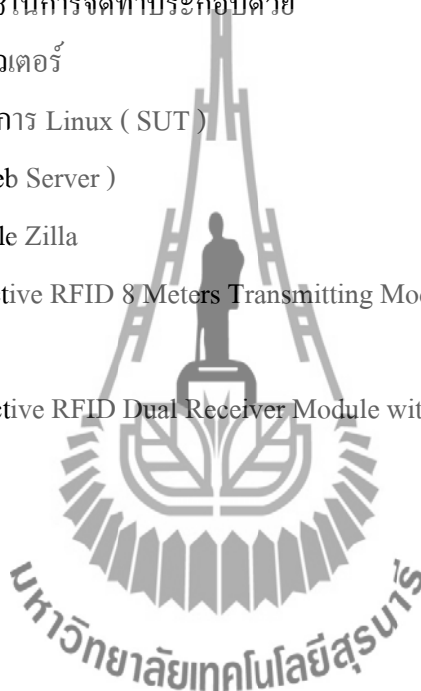 ในการจัดทำประกอบด้วย
วเตอร์
การ Linux ( SUT )
eb Server )
le Zilla
tive RFID 8 Meters Transmitting Mod
ctive RFID Dual Receiver Module wit
มหาวิทยาลัยเทคโนโลยีสุรนารี